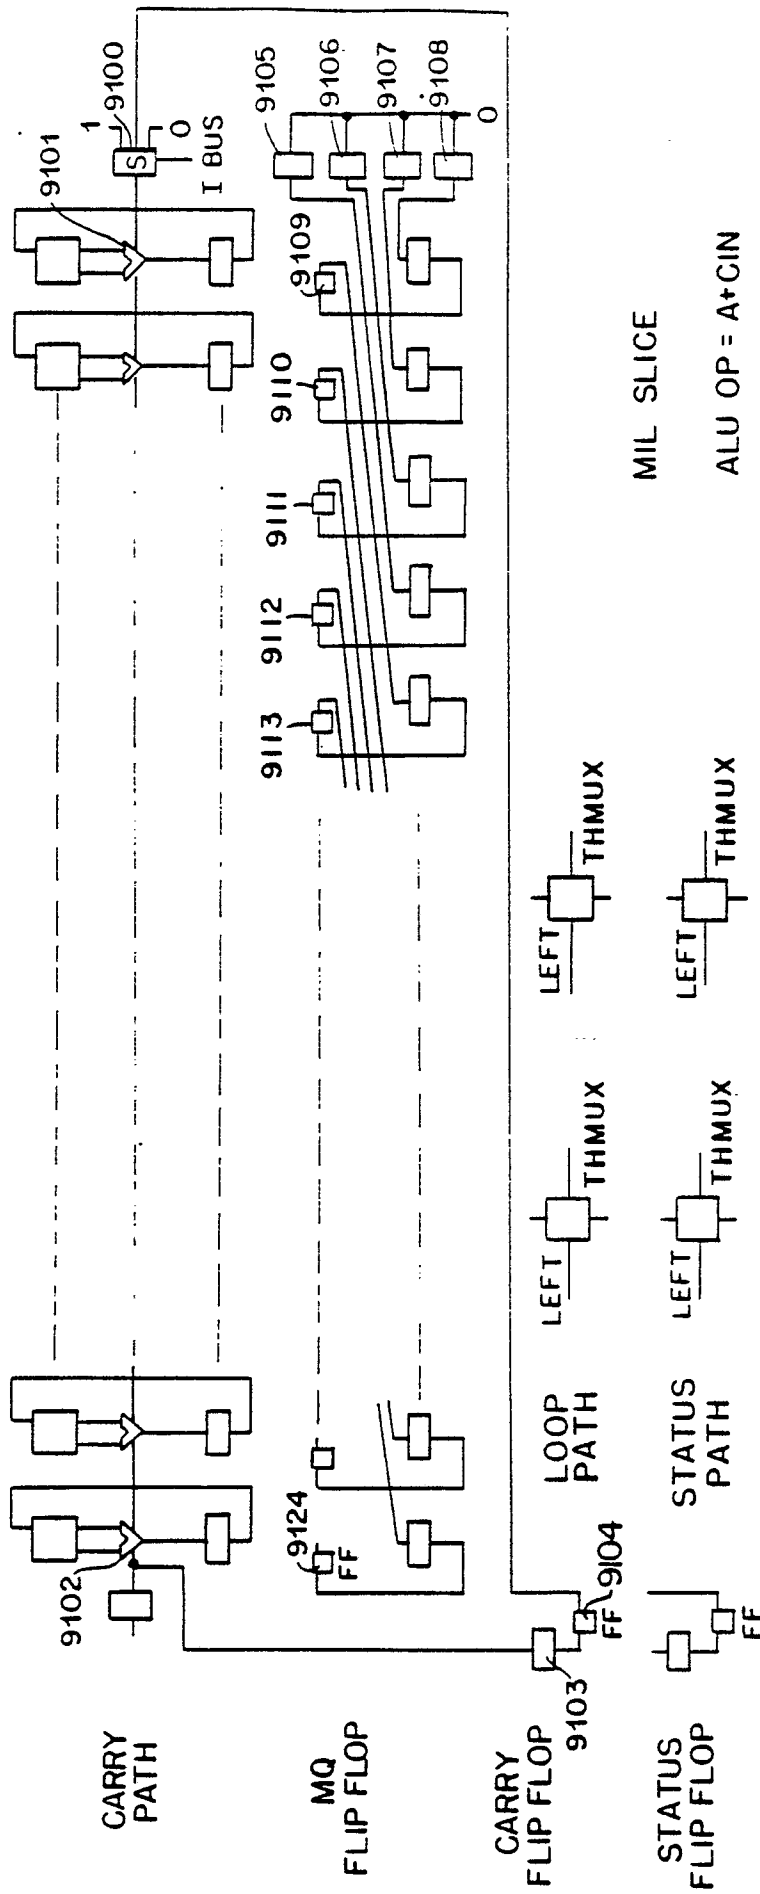 CARRY
PATH
9102
9101
1
9100
S
0
I BUS
MQ
FLIP FLOP
9124
FF
9113
9112
9111
9110
9109
9105
9106
9107
9108
0
CARRY
FLIP FLOP
9103
FF
9104
LOOP
PATH
LEFT
THMUX
LEFT
THMUX
STATUS
FLIP FLOP
FF
STATUS
PATH
LEFT
THMUX
LEFT
THMUX
MIL SLICE
ALU OP = A+CIN